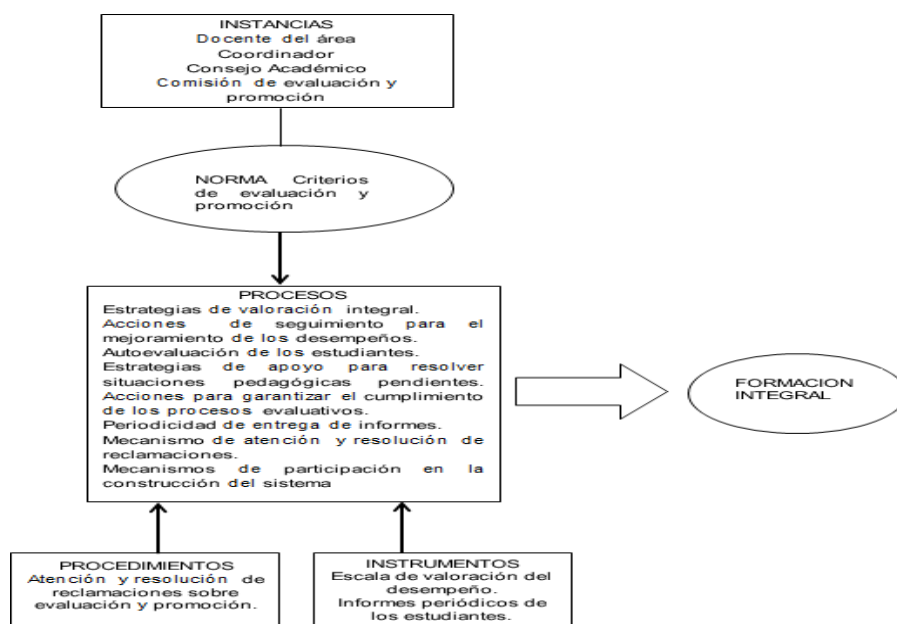 INSTANCIAS
Docente del área
Coordinador
Consejo Académico
Comisión de evaluación y
promoción
NORMA Criterios
de evaluación y
promoción
PROCESOS
Estrategias de valoración integral.
Acciones de seguimiento para el
mejoramiento de los desempeños.
Autoevaluación de los estudiantes.
Estrategias de apoyo para resolver
situaciones pedagógicas pendientes.
Acciones para garantizar el cumplimiento
de los procesos evaluativos.
Periodicidad de entrega de informes.
Mecanismo de atención y resolución de
reclamaciones.
Mecanismos de participación en la
construcción del sistema
FORMACION
INTEGRAL
PROCEDIMIENTOS
Atención y resolución de
reclamaciones sobre
evaluación y promoción.
INSTRUMENTOS
Escala de valoración del
desempeño.
Informes periódicos de
los estudiantes.